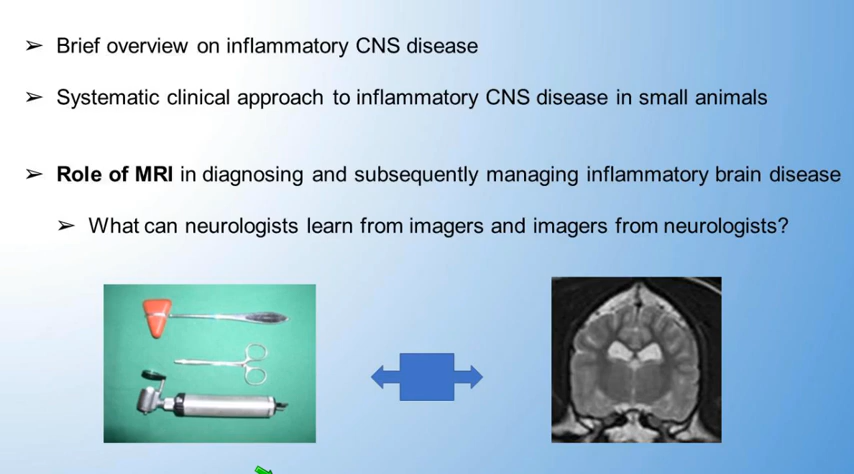 Brief overview on inflammatory CNS disease
Systematic clinical approach to inflammatory CNS disease in small animals
Role of MRI in diagnosing and subsequently managing inflammatory brain disease
What can neurologists learn from imagers and imagers from neurologists?